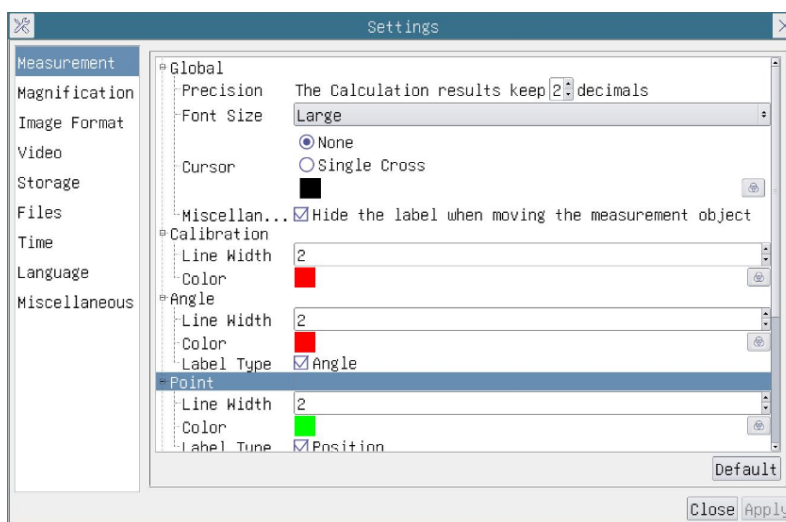 Settings
Measurement
Magnification
Image Format
Video
Storage
Files
Time
Language
Miscellaneous
Global
Precision The Calculation results keep 2 decimals
Font Size Large
None
Cursor Single Cross
Miscellan... Hide the label when moving the measurement object
Calibration
Line Width 2
Color
Angle
Line Width 2
Color
Label Type Angle
Point
Line Width 2
Color
Label Type Position
Default
Close Apply